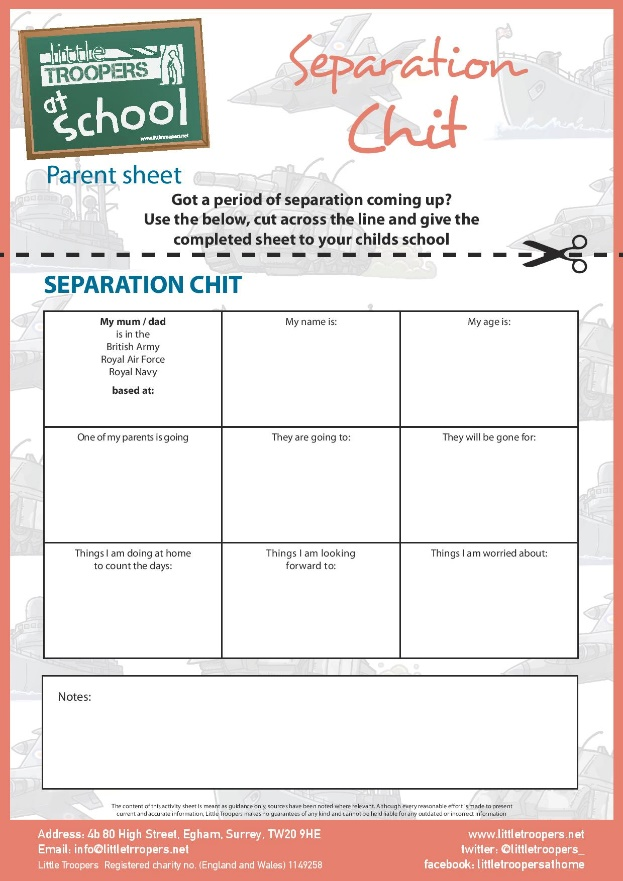 little
TROOPERS
at
school
www.littletroopers.net
Separation
Chit
Parent sheet
Got a period of separation coming up?
Use the below, cut across the line and give the
completed sheet to your childs school
SEPARATION CHIT
My mum / dad
is in the
British Army
Royal Air Force
Royal Navy
based at:
My name is:
My age is:
One of my parents is going
They are going to:
They will be gone for:
Things I am doing at home
to count the days:
Things I am looking
forward to:
Things I am worried about:
Notes:
The content of this activity sheet is meant as guidance only, sources have been noted where relevant. Although every reasonable effort is made to present
current and accurate information, Little Troopers makes no guarantees of any kind and cannot be held liable for any outdated or incorrect information
Address: 4b 80 High Street, Egham, Surrey, TW20 9HE
Email: info@littletrropers.net
Little Troopers Registered charity no. (England and Wales) 1149258
www.littletroopers.net
twitter: @littletroopers_
facebook: littletroopersathome